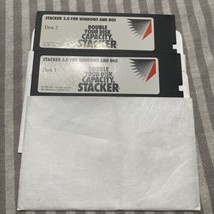 STACKER 3.0 FOR WINDOWS AND DOS
Disk 2
DOUBLE
YOUR DISK
CAPACITY.
STACKER
STACKER 3.0 FOR WINDOWS AND DOS
Disk 1
DOUBLE
YOUR DISK
CAPACITY.
STACKER